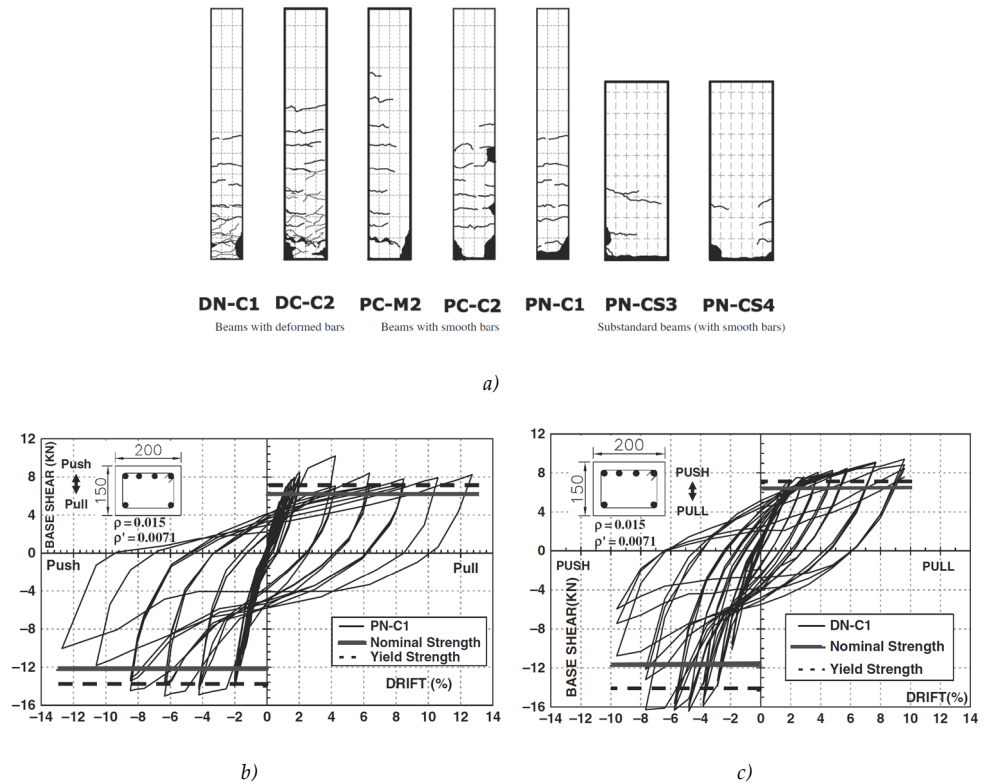 DN-C1 DC-C2 PC-M2 PC-C2 PN-C1 PN-CS3 PN-CS4
Beams with deformed bars Beams with smooth bars Substandard beams (with smooth bars)
a)
12
8
4
0
−4
−8
−12
−16
BASE SHEAR (KN)
Push
Pull
200
150
ρ = 0.015
ρ' = 0.0071
Push
Pull
PN-C1
Nominal Strength
Yield Strength
DRIFT (%)
−14 −12 −10 −8 −6 −4 −2 0 2 4 6 8 10 12 14
b)
12
8
4
0
−4
−8
−12
−16
200
150
ρ = 0.015
ρ' = 0.0071
PUSH
PULL
PUSH
PULL
BASE SHEAR(KN)
DN-C1
Nominal Strength
Yield Strength
DRIFT(%)
−14 −12 −10 −8 −6 −4 −2 0 2 4 6 8 10 12 14
c)